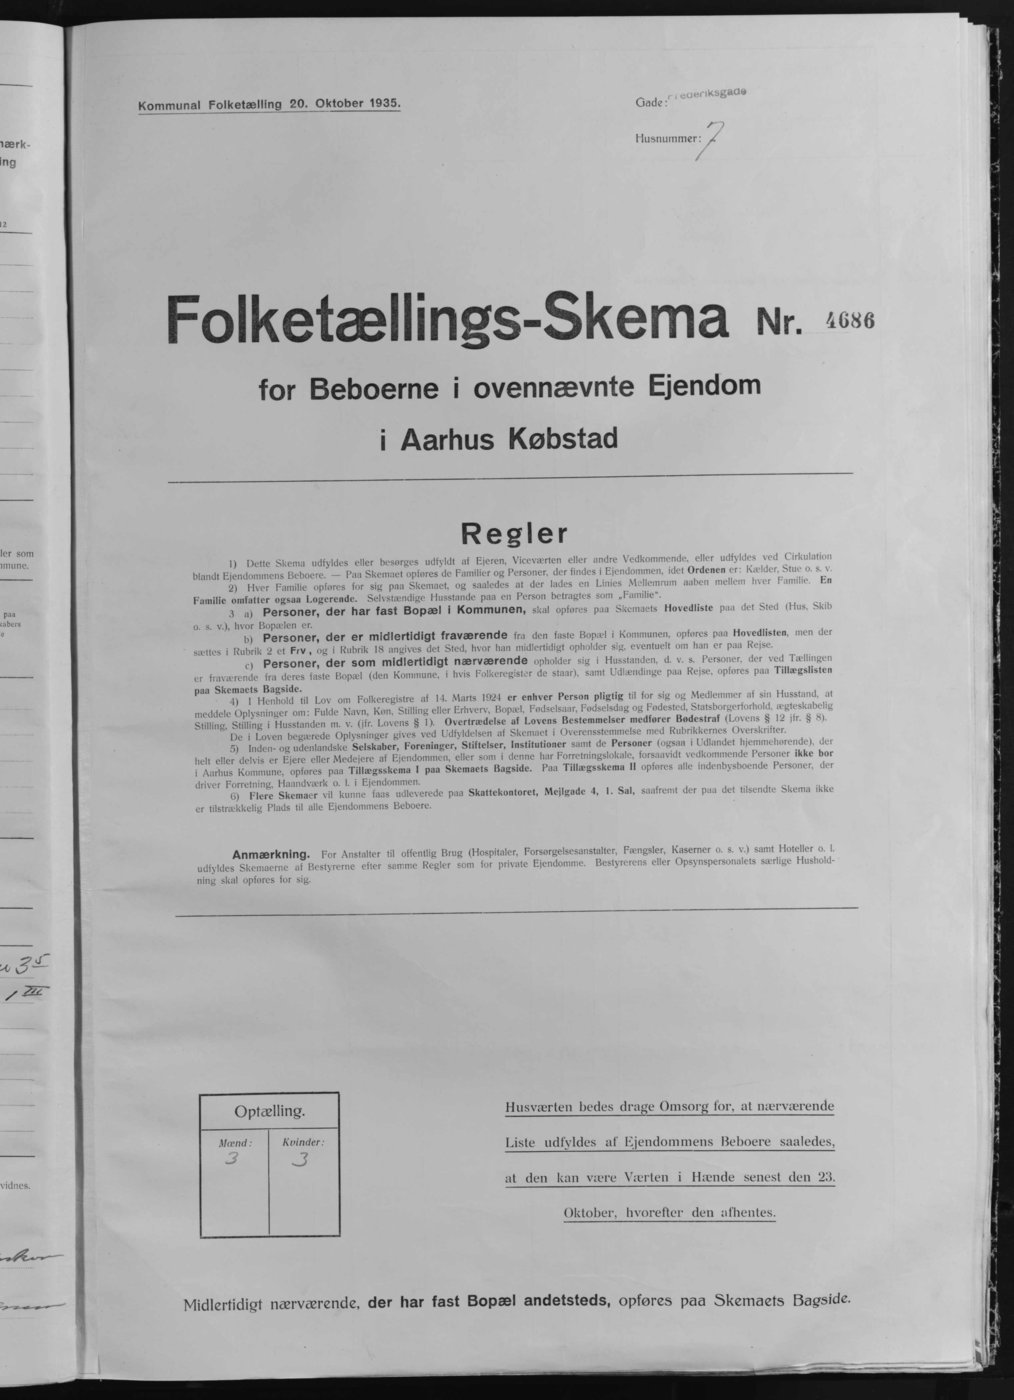 Kommunal Folketælling 20. Oktober 1935.
Gade: Frederiksgade
Husnummer: 7
Folketællings-Skema Nr. 4686
for Beboerne i ovennævnte Ejendom
i Aarhus Købstad
Regler
1) Dette Skema udfyldes eller besørges udfyldt af Ejeren, Viceværten eller andre Vedkommende, eller udfyldes ved Cirkulation
blandt Ejendommens Beboere. — Paa Skemaet opføres de Familier og Personer, der findes i Ejendommen, idet Ordenen er: Kælder, Stue o. s. v.
2) Hver Familie opføres for sig paa Skemaet, og saaledes at der lades en Linies Mellemrum aaben mellem hver Familie. En
Familie omfatter ogsaa Logerende. Selvstændige Husstande paa en Person betragtes som „Familie".
3 a) Personer, der har fast Bopæl i Kommunen, skal opføres paa Skemaets Hovedliste paa det Sted (Hus, Skib
o. s. v.), hvor Bopælen er.
b) Personer, der er midlertidigt fraværende fra den faste Bopæl i Kommunen, opføres paa Hovedlisten, men der
sættes i Rubrik 2 et Frv, og i Rubrik 18 angives det Sted, hvor han midlertidigt opholder sig, eventuelt om han er paa Rejse.
c) Personer, der som midlertidigt nærværende opholder sig i Husstanden, d. v. s. Personer, der ved Tællingen
er fraværende fra deres faste Bopæl (den Kommune, i hvis Folkeregister de staar), samt Udlændinge paa Rejse, opføres paa Tillægslisten
paa Skemaets Bagside.
4) I Henhold til Lov om Folkeregistre af 14. Marts 1924 er enhver Person pligtig til for sig og Medlemmer af sin Husstand, at
meddele Oplysninger om: Fulde Navn, Køn, Stilling eller Erhverv, Bopæl, Fødselsaar, Fødselsdag og Fødested, Statsborgerforhold, ægteskabelig
Stilling, Stilling i Husstanden m. v. (jfr. Lovens § 1). Overtrædelse af Lovens Bestemmelser medfører Bødestraf (Lovens § 12 jfr. § 8).
De i Loven begærede Oplysninger gives ved Udfyldelsen af Skemaet i Overensstemmelse med Rubrikkernes Overskrifter.
5) Inden- og udenlandske Selskaber, Foreninger, Stiftelser, Institutioner samt de Personer (ogsaa i Udlandet hjemmehørende), der
helt eller delvis er Ejere eller Medejere af Ejendommen, eller som i denne har Forretningslokale, forsaavidt vedkommende Personer ikke bor
i Aarhus Kommune, opføres paa Tillægsskema I paa Skemaets Bagside. Paa Tillægsskema II opføres alle indenbysboende Personer, der
driver Forretning, Haandværk o. l. i Ejendommen.
6) Flere Skemaer vil kunne faas udleverede paa Skattekontoret, Mejlgade 4, 1. Sal, saafremt der paa det tilsendte Skema ikke
er tilstrækkelig Plads til alle Ejendommens Beboere.
Anmærkning. For Anstalter til offentlig Brug (Hospitaler, Forsørgelsesanstalter, Fængsler, Kaserner o. s. v.) samt Hoteller o. l.
udfyldes Skemaerne af Bestyrerne efter samme Regler som for private Ejendomme. Bestyrerens eller Opsynspersonalets særlige Hushold-
ning skal opføres for sig.
Optælling.
Mænd: Kvinder:
3 3
Husværten bedes drage Omsorg for, at nærværende
Liste udfyldes af Ejendommens Beboere saaledes,
at den kan være Værten i Hænde senest den 23.
Oktober, hvorefter den afhentes.
Midlertidigt nærværende, der har fast Bopæl andetsteds, opføres paa Skemaets Bagside.